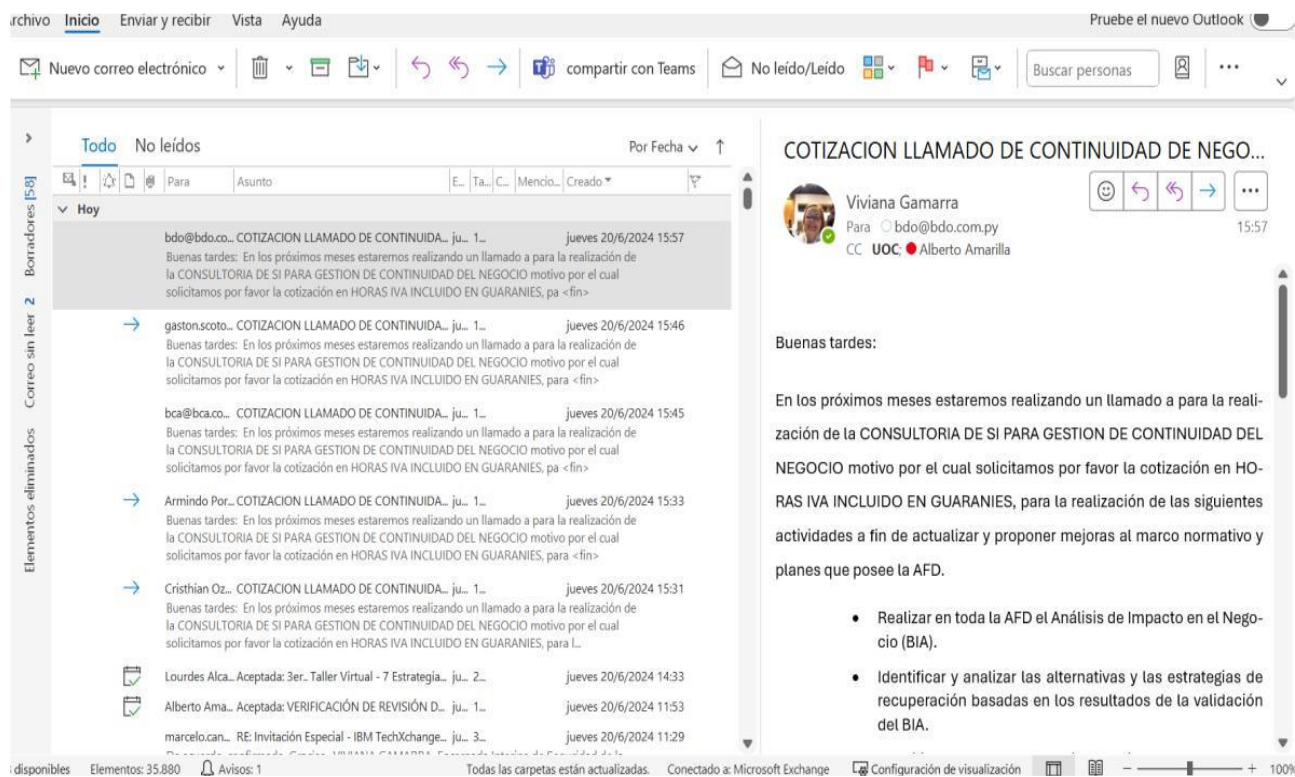 rchivo Inicio Enviar y recibir Vista Ayuda Pruebe el nuevo Outlook
Nuevo correo electrónico compartir con Teams No leído/Leído Buscar personas ...
Todo No leídos Por Fecha
Para Asunto E... Ta... C... Mencio... Creado
Hoy
bdo@bdo.co... COTIZACION LLAMADO DE CONTINUIDA... ju... 1... jueves 20/6/2024 15:57
Buenas tardes: En los próximos meses estaremos realizando un llamado a para la realización de
la CONSULTORIA DE SI PARA GESTION DE CONTINUIDAD DEL NEGOCIO motivo por el cual
solicitamos por favor la cotización en HORAS IVA INCLUIDO EN GUARANIES, pa <fin>
gaston.scoto... COTIZACION LLAMADO DE CONTINUIDA... ju... 1... jueves 20/6/2024 15:46
Buenas tardes: En los próximos meses estaremos realizando un llamado a para la realización de
la CONSULTORIA DE SI PARA GESTION DE CONTINUIDAD DEL NEGOCIO motivo por el cual
solicitamos por favor la cotización en HORAS IVA INCLUIDO EN GUARANIES, para <fin>
bca@bca.co... COTIZACION LLAMADO DE CONTINUIDA... ju... 1... jueves 20/6/2024 15:45
Buenas tardes: En los próximos meses estaremos realizando un llamado a para la realización de
la CONSULTORIA DE SI PARA GESTION DE CONTINUIDAD DEL NEGOCIO motivo por el cual
solicitamos por favor la cotización en HORAS IVA INCLUIDO EN GUARANIES, pa <fin>
Armindo Por... COTIZACION LLAMADO DE CONTINUIDA... ju... 1... jueves 20/6/2024 15:33
Buenas tardes: En los próximos meses estaremos realizando un llamado a para la realización de
la CONSULTORIA DE SI PARA GESTION DE CONTINUIDAD DEL NEGOCIO motivo por el cual
solicitamos por favor la cotización en HORAS IVA INCLUIDO EN GUARANIES, para <fin>
Cristhian Oz... COTIZACION LLAMADO DE CONTINUIDA... ju... 1... jueves 20/6/2024 15:31
Buenas tardes: En los próximos meses estaremos realizando un llamado a para la realización de
la CONSULTORIA DE SI PARA GESTION DE CONTINUIDAD DEL NEGOCIO motivo por el cual
solicitamos por favor la cotización en HORAS IVA INCLUIDO EN GUARANIES, para l...
Lourdes Alca... Aceptada: 3er.. Taller Virtual - 7 Estrategia... ju... 2... jueves 20/6/2024 14:33
Alberto Ama... Aceptada: VERIFICACIÓN DE REVISIÓN D... ju... 1... jueves 20/6/2024 11:53
marcelo.can... RE: Invitación Especial - IBM TechXchange... ju... 3... jueves 20/6/2024 11:29
Borradores [58]
Correo sin leer 2
Elementos eliminados
COTIZACION LLAMADO DE CONTINUIDAD DE NEGO...
Viviana Gamarra
Para bdo@bdo.com.py 15:57
CC UOC; Alberto Amarilla
Buenas tardes:
En los próximos meses estaremos realizando un llamado a para la reali-
zación de la CONSULTORIA DE SI PARA GESTION DE CONTINUIDAD DEL
NEGOCIO motivo por el cual solicitamos por favor la cotización en HO-
RAS IVA INCLUIDO EN GUARANIES, para la realización de las siguientes
actividades a fin de actualizar y proponer mejoras al marco normativo y
planes que posee la AFD.
• Realizar en toda la AFD el Análisis de Impacto en el Nego-
cio (BIA).
• Identificar y analizar las alternativas y las estrategias de
recuperación basadas en los resultados de la validación
del BIA.
disponibles Elementos: 35.880 Avisos: 1 Todas las carpetas están actualizadas. Conectado a: Microsoft Exchange Configuración de visualización 100%